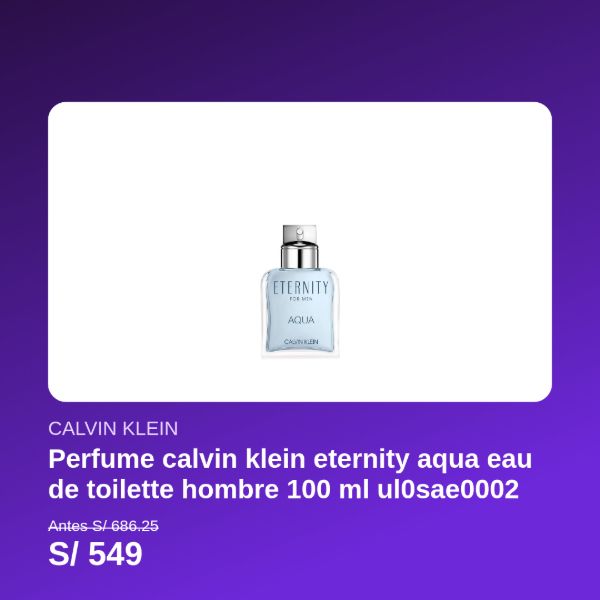 ETERNITY
FOR MEN
AQUA
CALVIN KLEIN
CALVIN KLEIN
Perfume calvin klein eternity aqua eau
de toilette hombre 100 ml ul0sae0002
Antes S/ 686.25
S/ 549